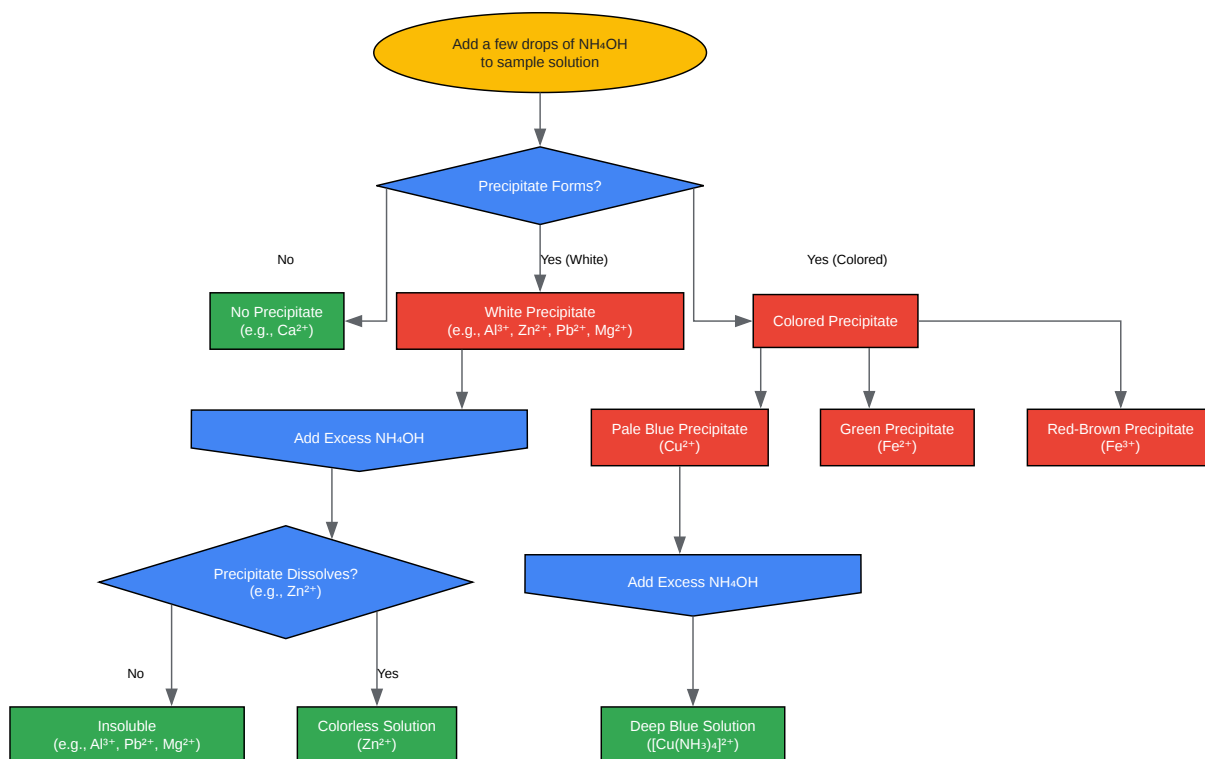 Add a few drops of NH₄OH
to sample solution
Precipitate Forms?
No
Yes (White)
Yes (Colored)
No Precipitate
(e.g., Ca²⁺)
White Precipitate
(e.g., Al³⁺, Zn²⁺, Pb²⁺, Mg²⁺)
Colored Precipitate
Add Excess NH₄OH
Pale Blue Precipitate
(Cu²⁺)
Green Precipitate
(Fe²⁺)
Red-Brown Precipitate
(Fe³⁺)
Precipitate Dissolves?
(e.g., Zn²⁺)
Add Excess NH₄OH
No
Yes
Insoluble
(e.g., Al³⁺, Pb²⁺, Mg²⁺)
Colorless Solution
(Zn²⁺)
Deep Blue Solution
([Cu(NH₃)₄]²⁺)